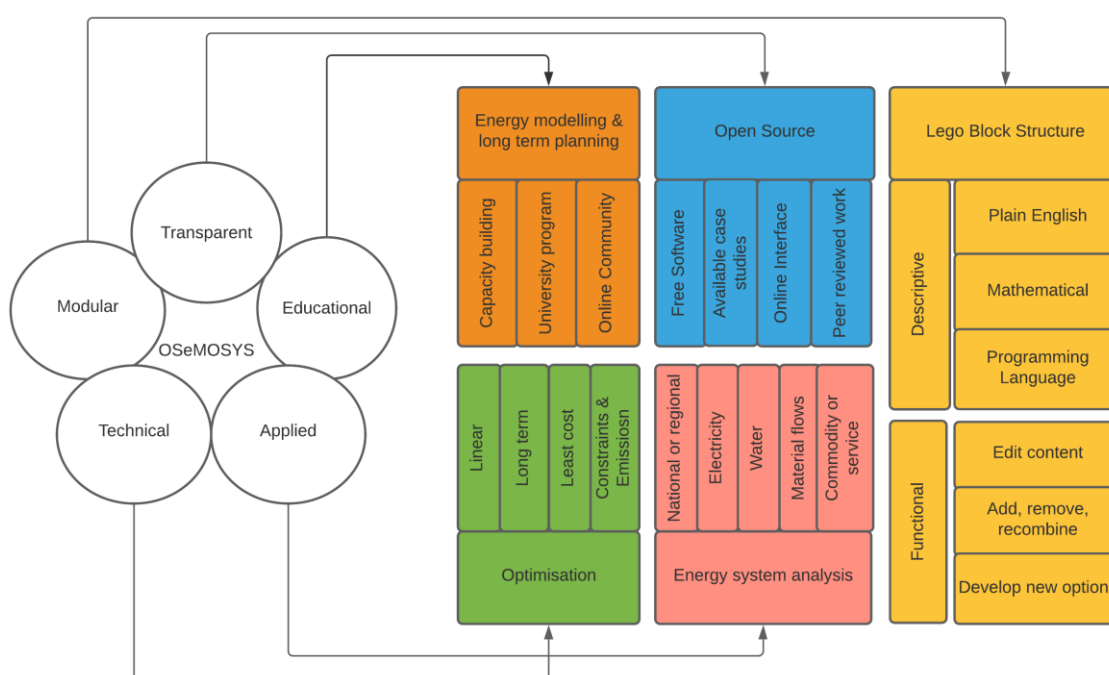 Transparent
Modular
Educational
OSeMOSYS
Technical
Applied
Energy modelling &
long term planning
Capacity building
University program
Online Community
Open Source
Free Software
Available case
studies
Online Interface
Peer reviewed work
Lego Block Structure
Descriptive
Plain English
Mathematical
Programming
Language
Functional
Edit content
Add, remove,
recombine
Develop new option
Linear
Long term
Least cost
Constraints &
Emissiosn
Optimisation
National or regional
Electricity
Water
Material flows
Commodity or
service
Energy system analysis